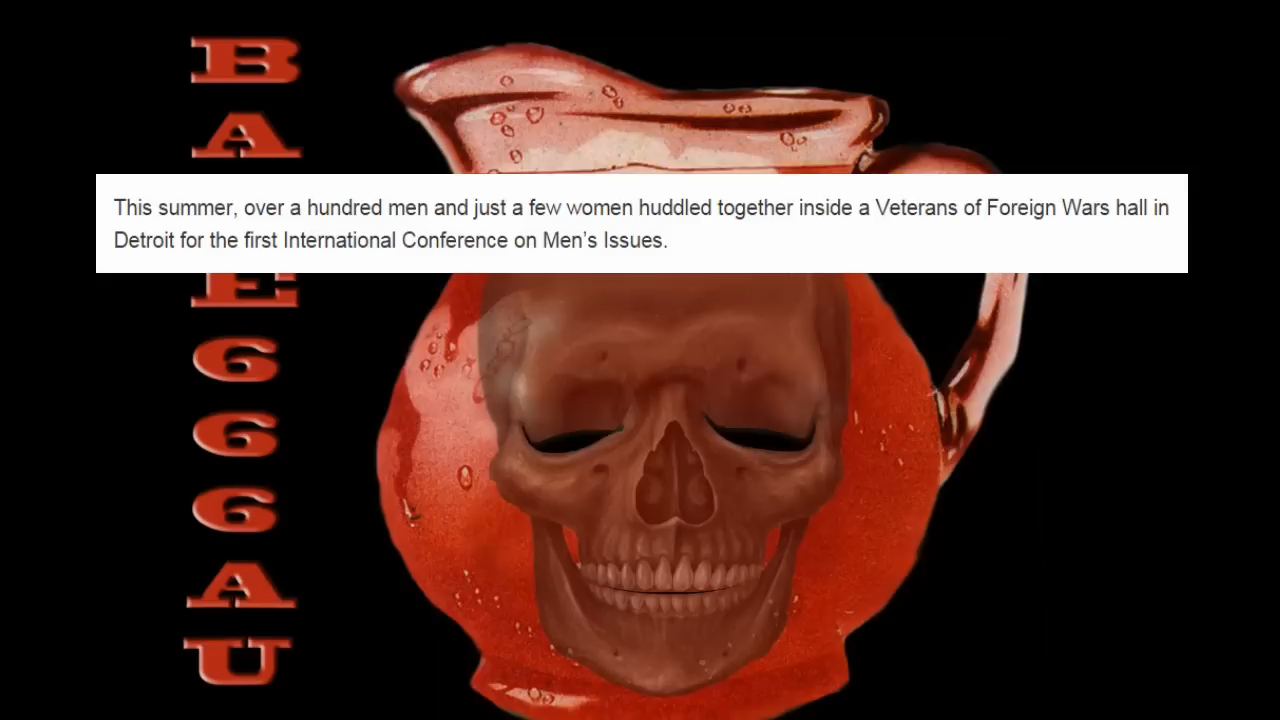 BA E666AU
This summer, over a hundred men and just a few women huddled together inside a Veterans of Foreign Wars hall in
Detroit for the first International Conference on Men’s Issues.